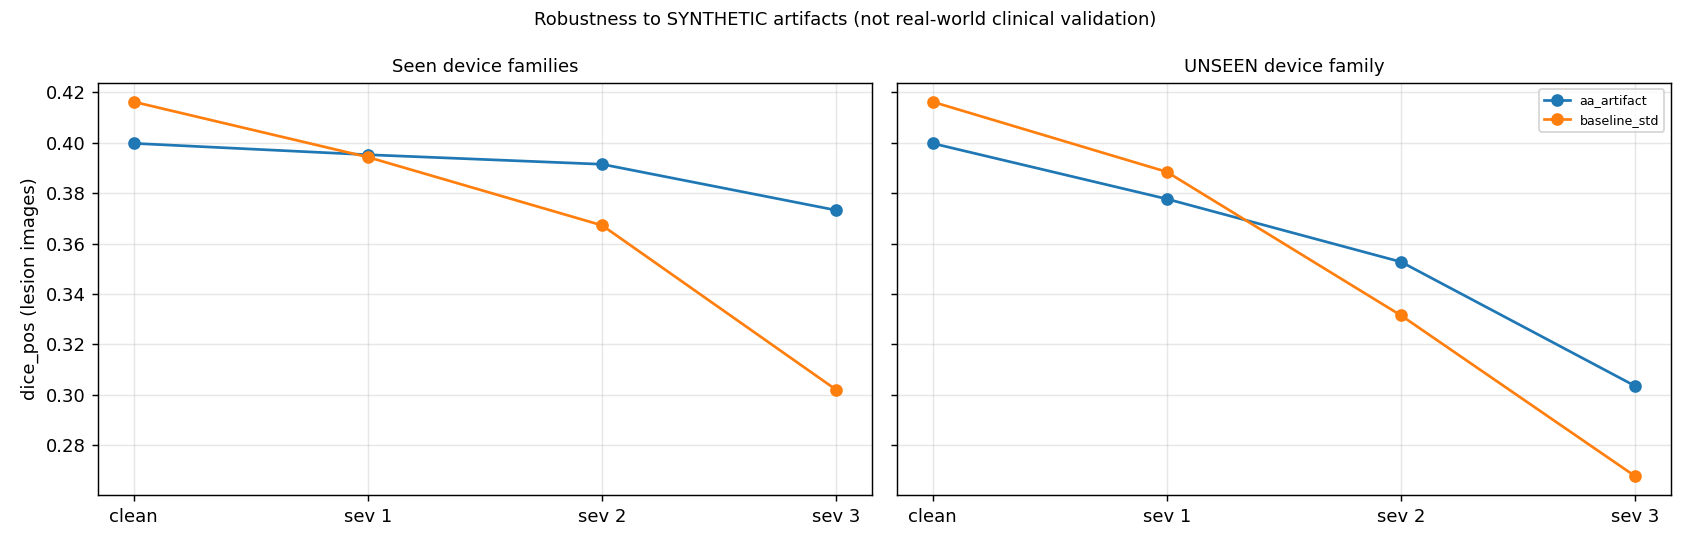 Robustness to SYNTHETIC artifacts (not real-world clinical validation)
Seen device families
UNSEEN device family
dice_pos (lesion images)
0.42
0.40
0.38
0.36
0.34
0.32
0.30
0.28
clean
sev 1
sev 2
sev 3
aa_artifact
baseline_std
clean
sev 1
sev 2
sev 3